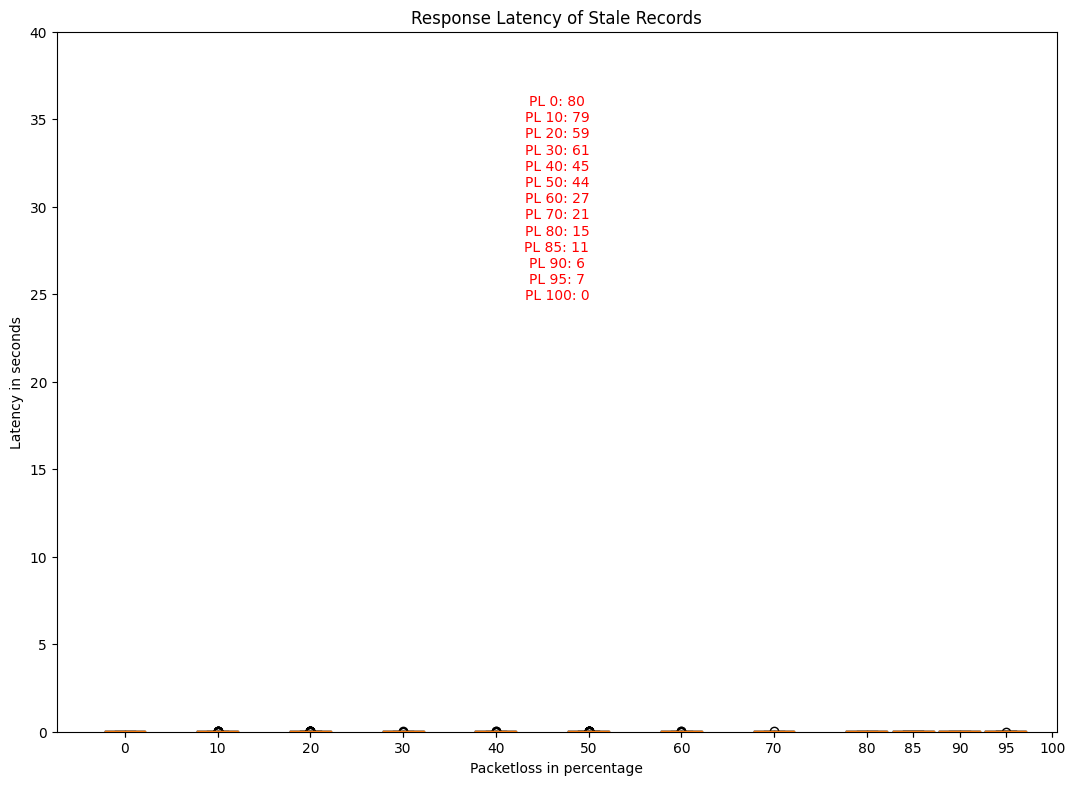 Response Latency of Stale Records
40
35
30
25
20
15
10
5
0
Latency in seconds
PL 0: 80
PL 10: 79
PL 20: 59
PL 30: 61
PL 40: 45
PL 50: 44
PL 60: 27
PL 70: 21
PL 80: 15
PL 85: 11
PL 90: 6
PL 95: 7
PL 100: 0
0 10 20 30 40 50 60 70 80 85 90 95 100
Packetloss in percentage